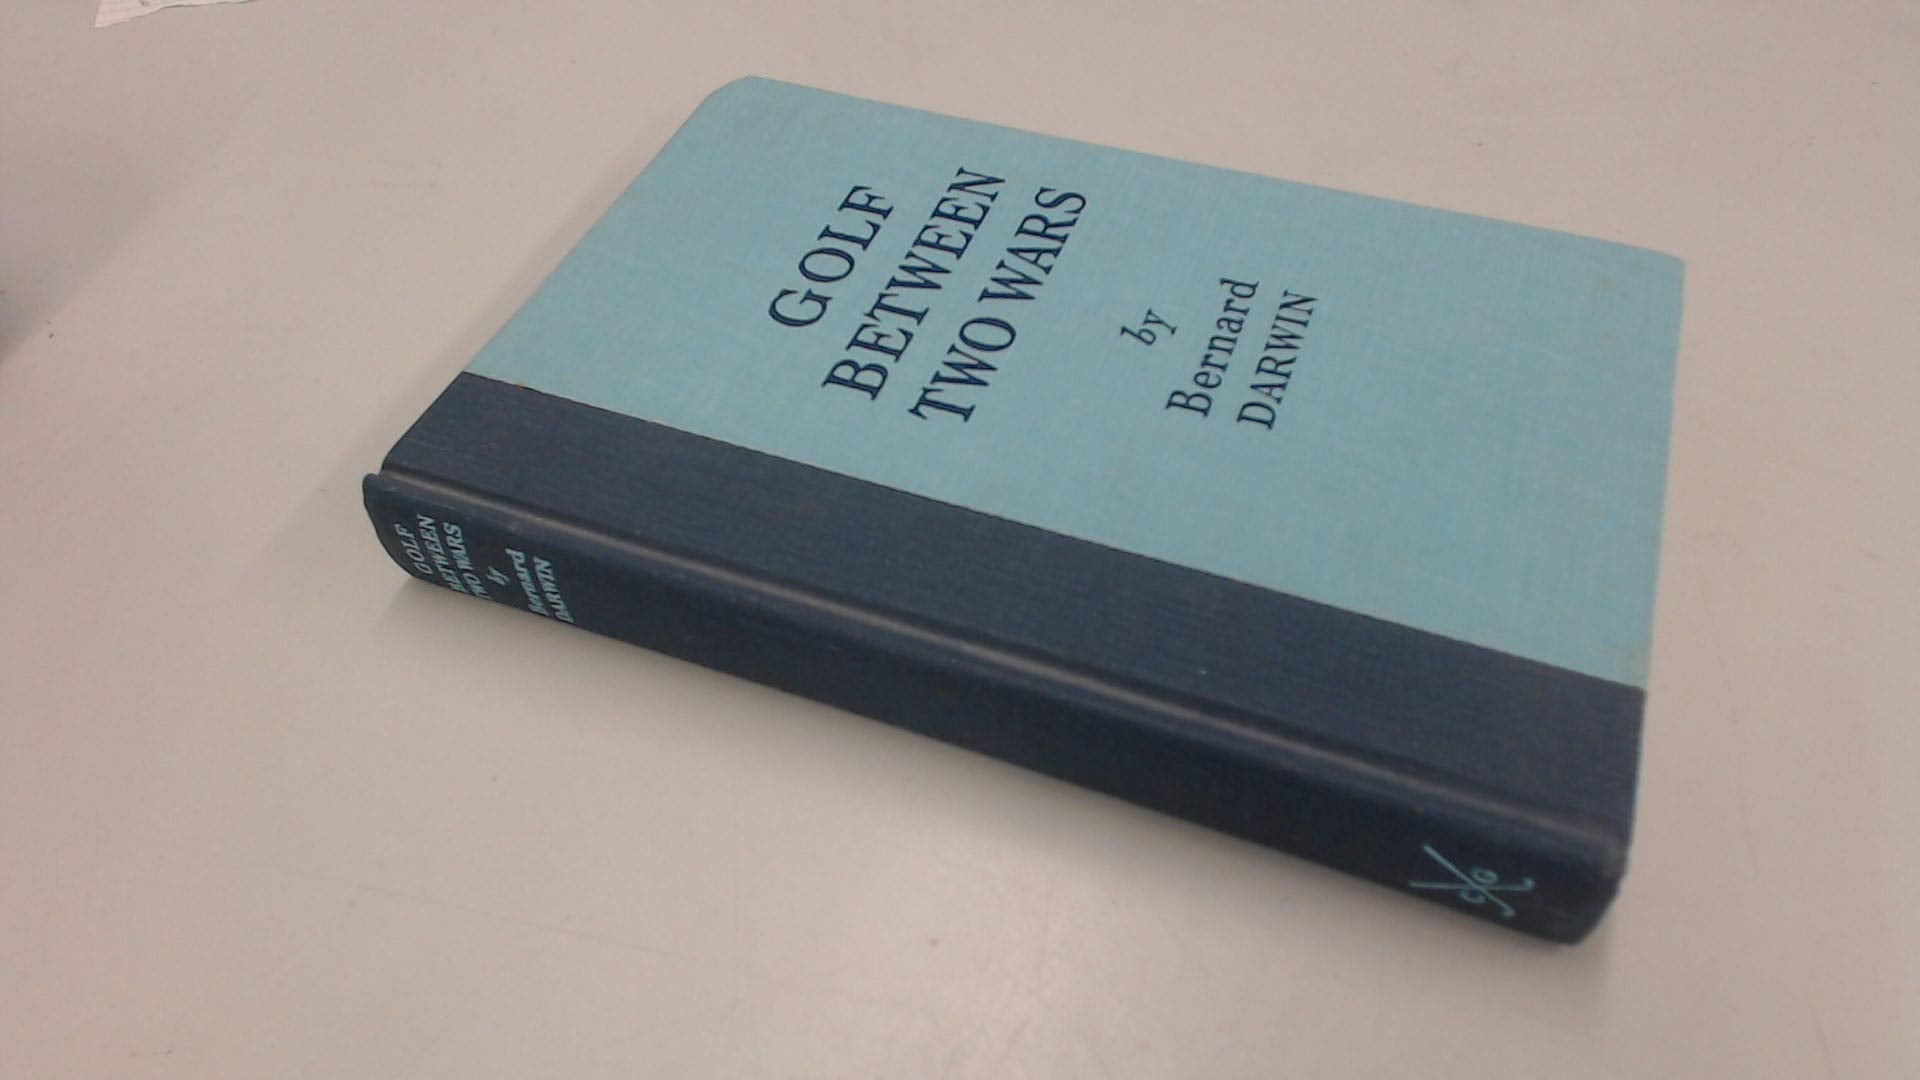 GOLF
BETWEEN
TWO WARS
by
Bernard
DARWIN
GOLF
BETWEEN
TWO WARS
by
Bernard
DARWIN
C G